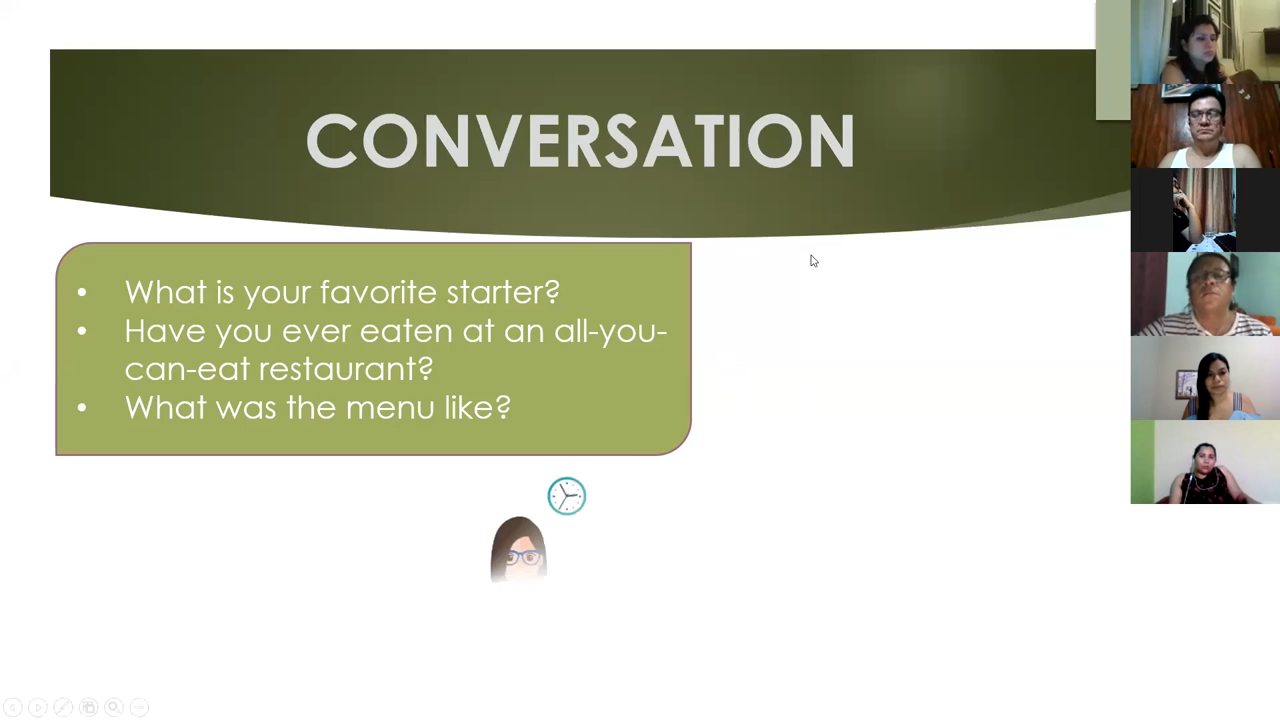 CONVERSATION
• What is your favorite starter?
• Have you ever eaten at an all-you-
can-eat restaurant?
• What was the menu like?